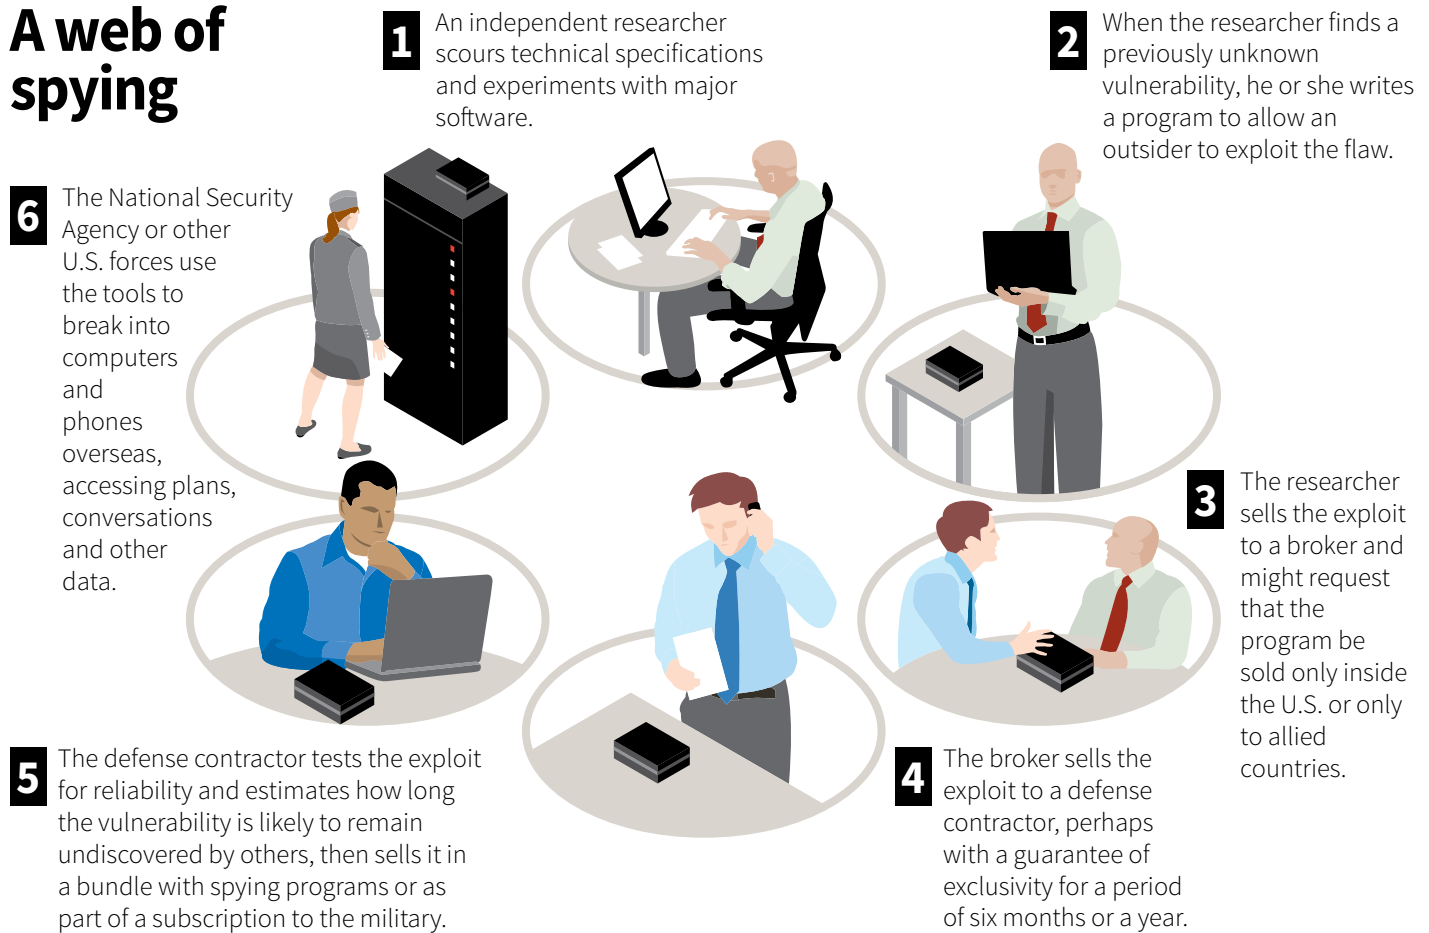 A web of
spying
1
An independent researcher
scours technical specifications
and experiments with major
software.
2
When the researcher finds a
previously unknown
vulnerability, he or she writes
a program to allow an
outsider to exploit the flaw.
3
The researcher
sells the exploit
to a broker and
might request
that the
program be
sold only inside
the U.S. or only
to allied
countries.
4
The broker sells the
exploit to a defense
contractor, perhaps
with a guarantee of
exclusivity for a period
of six months or a year.
5
The defense contractor tests the exploit
for reliability and estimates how long
the vulnerability is likely to remain
undiscovered by others, then sells it in
a bundle with spying programs or as
part of a subscription to the military.
6
The National Security
Agency or other
U.S. forces use
the tools to
break into
computers
and
phones
overseas,
accessing plans,
conversations
and other
data.